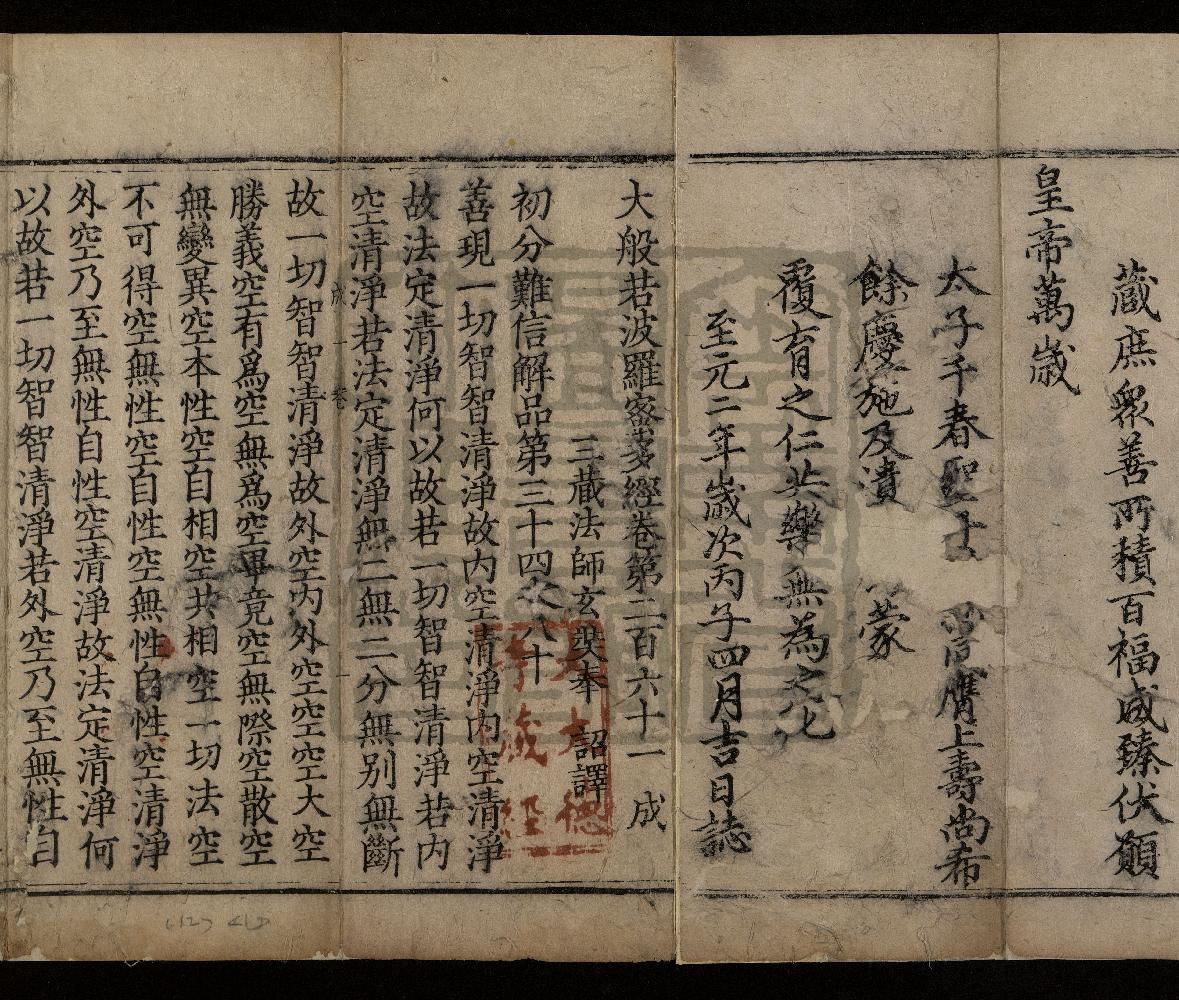 藏庶衆善所積百福咸臻伏願
皇帝萬歲
太子千春聖 膺上壽尚希
餘慶施及潰 蒙
覆育之仁共樂無為之化
至元二年歲次丙子四月吉日誌
大般若波羅蜜多經卷第二百六十一 成
三藏法師玄奘奉 詔譯
初分難信解品第三十四之八十
善現一切智智清淨故內空清淨內空清淨
故法定清淨何以故若一切智智清淨若內
空清淨若法定清淨無二無二分無別無斷
成 一 卷
故一切智智清淨故外空內外空空空大空
勝義空有為空無為空畢竟空無際空散空
無變異空本性空自相空共相空一切法空
不可得空無性空自性空無性自性空清淨
外空乃至無性自性空清淨故法定清淨何
以故若一切智智清淨若外空乃至無性自